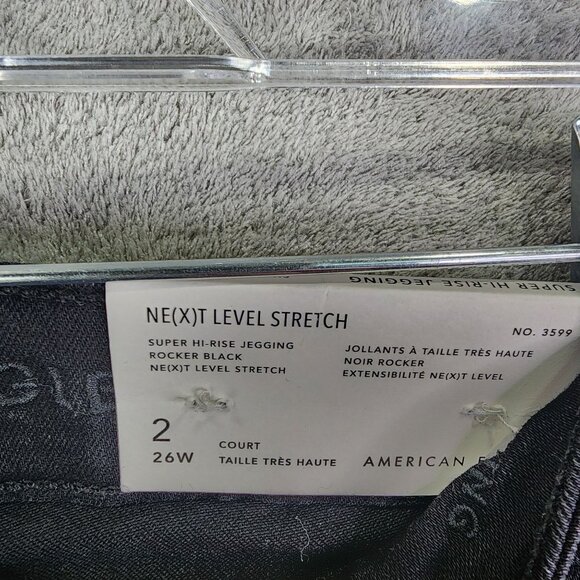 SUPER HI-RISE JEGGING
NE(X)T LEVEL STRETCH
NO. 3599
SUPER HI-RISE JEGGING
ROCKER BLACK
NE(X)T LEVEL STRETCH
JOLLANTS À TAILLE TRÈS HAUTE
NOIR ROCKER
EXTENSIBILITÉ NE(X)T LEVEL
2
26W
COURT
TAILLE TRÈS HAUTE
AMERICAN